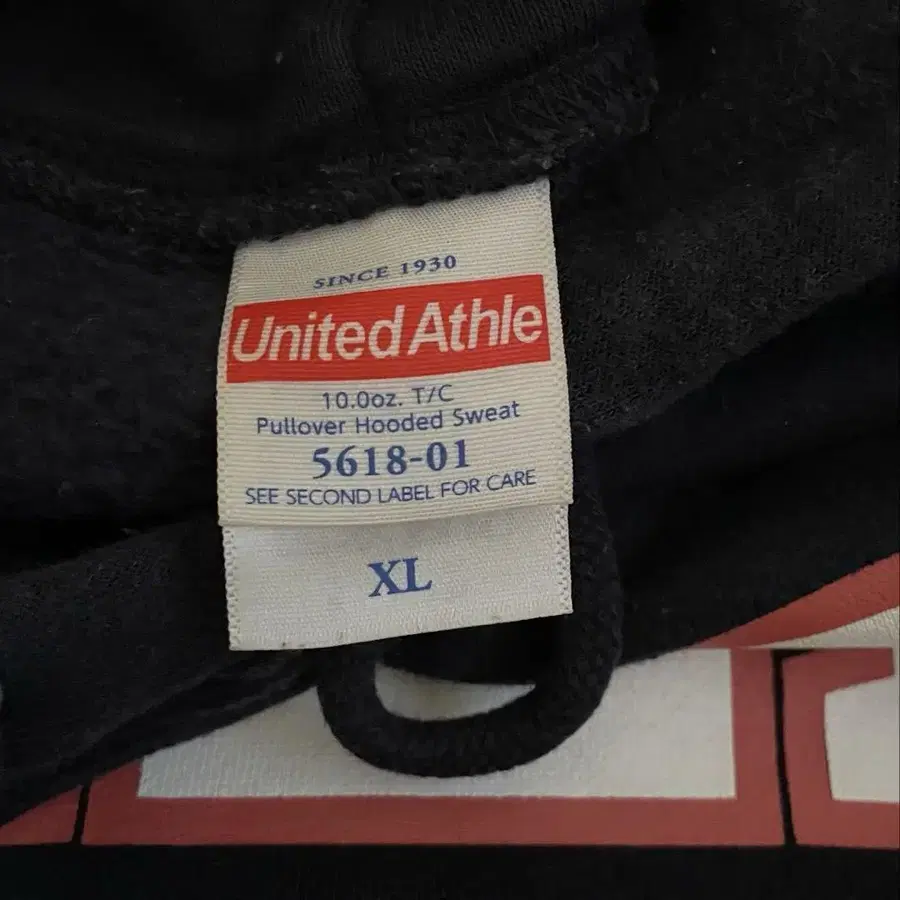 SINCE 1930
United Athle
10.0oz. T/C
Pullover Hooded Sweat
5618-01
SEE SECOND LABEL FOR CARE
XL